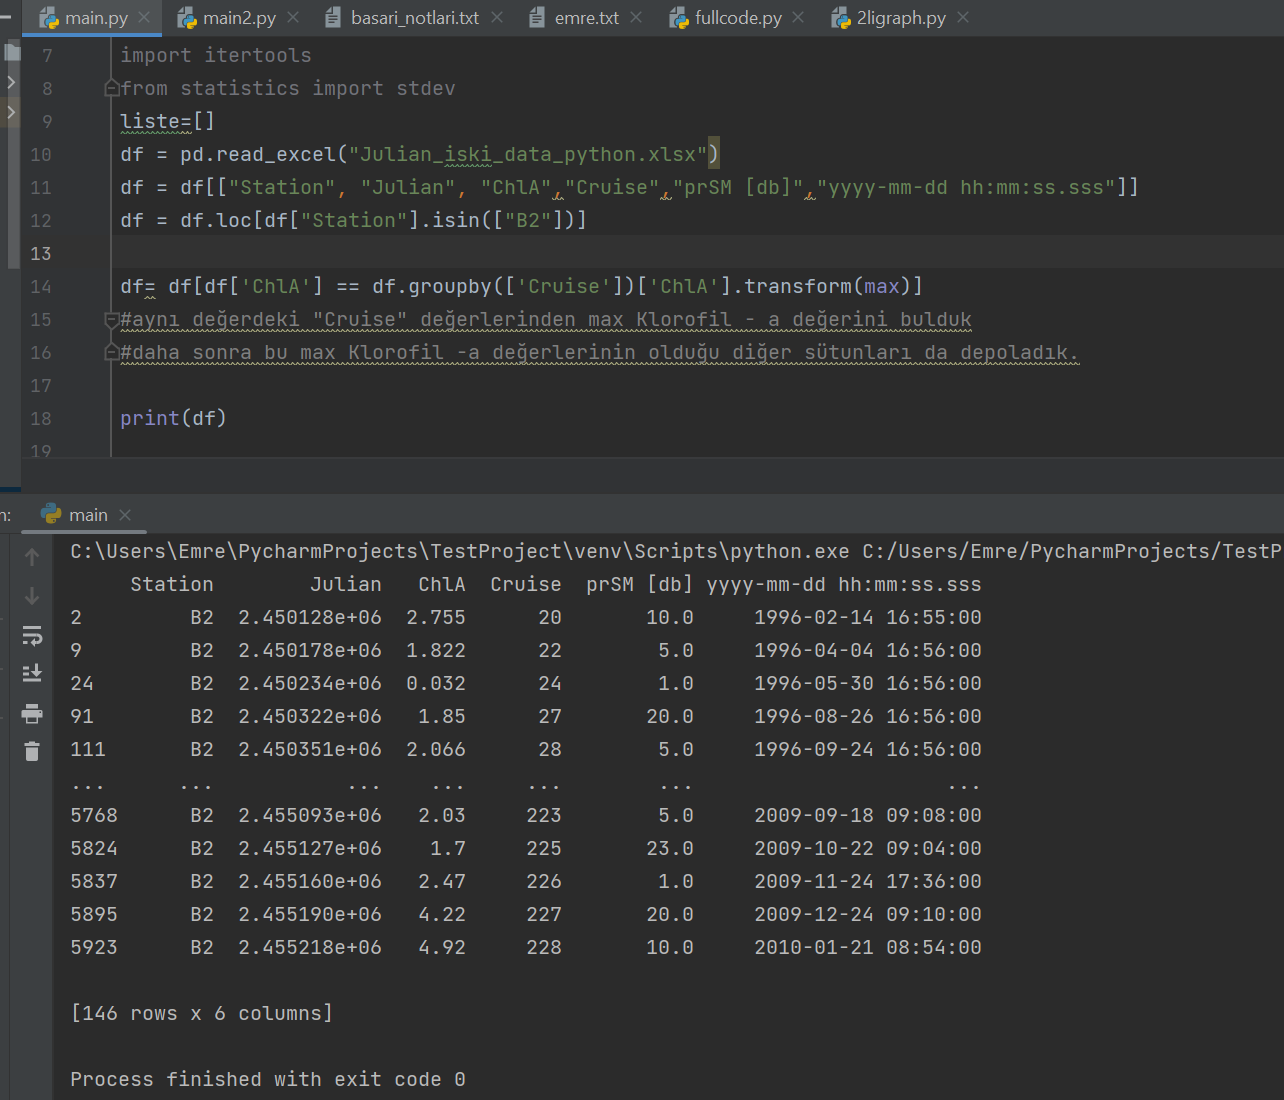 main.py main2.py basari_notlari.txt emre.txt fullcode.py 2ligraph.py
7 import itertools
8 from statistics import stdev
9 liste=[]
10 df = pd.read_excel("Julian_iski_data_python.xlsx")
11 df = df[["Station", "Julian", "ChlA","Cruise","prSM [db]","yyyy-mm-dd hh:mm:ss.sss"]]
12 df = df.loc[df["Station"].isin(["B2"])]
13
14 df= df[df['ChlA'] == df.groupby(['Cruise'])['ChlA'].transform(max)]
15 #aynı değerdeki "Cruise" değerlerinden max Klorofil - a değerini bulduk
16 #daha sonra bu max Klorofil -a değerlerinin olduğu diğer sütunları da depoladık.
17
18 print(df)
19
n: main
C:\Users\Emre\PycharmProjects\TestProject\venv\Scripts\python.exe C:/Users/Emre/PycharmProjects/TestP
Station Julian ChlA Cruise prSM [db] yyyy-mm-dd hh:mm:ss.sss
2 B2 2.450128e+06 2.755 20 10.0 1996-02-14 16:55:00
9 B2 2.450178e+06 1.822 22 5.0 1996-04-04 16:56:00
24 B2 2.450234e+06 0.032 24 1.0 1996-05-30 16:56:00
91 B2 2.450322e+06 1.85 27 20.0 1996-08-26 16:56:00
111 B2 2.450351e+06 2.066 28 5.0 1996-09-24 16:56:00
... ... ... ... ... ... ...
5768 B2 2.455093e+06 2.03 223 5.0 2009-09-18 09:08:00
5824 B2 2.455127e+06 1.7 225 23.0 2009-10-22 09:04:00
5837 B2 2.455160e+06 2.47 226 1.0 2009-11-24 17:36:00
5895 B2 2.455190e+06 4.22 227 20.0 2009-12-24 09:10:00
5923 B2 2.455218e+06 4.92 228 10.0 2010-01-21 08:54:00
[146 rows x 6 columns]
Process finished with exit code 0